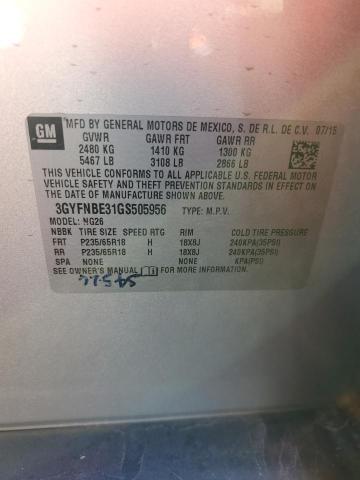 GM
MFD BY GENERAL MOTORS DE MEXICO, S. DE R.L. DE C.V. 07/15
GVWR GAWR FRT GAWR RR
2480 KG 1410 KG 1300 KG
5467 LB 3108 LB 2866 LB
THIS VEHICLE CONFORMS TO ALL APPLICABLE U.S. FEDERAL
MOTOR VEHICLE SAFETY AND THEFT PREVENTION STANDARDS IN EFFECT ON
THE DATE OF MANUFACTURE SHOWN ABOVE.
3GYFNBE31GS505956 TYPE: M.P.V.
MODEL: NG26
NBBK TIRE SIZE SPEED RTG RIM COLD TIRE PRESSURE
FRT P235/65R18 H 18X8J 240KPA(35PSI)
RR P235/65R18 H 18X8J 240KPA(35PSI)
SPA NONE NONE KPA(PSI)
SEE OWNER'S MANUAL FOR MORE INFORMATION